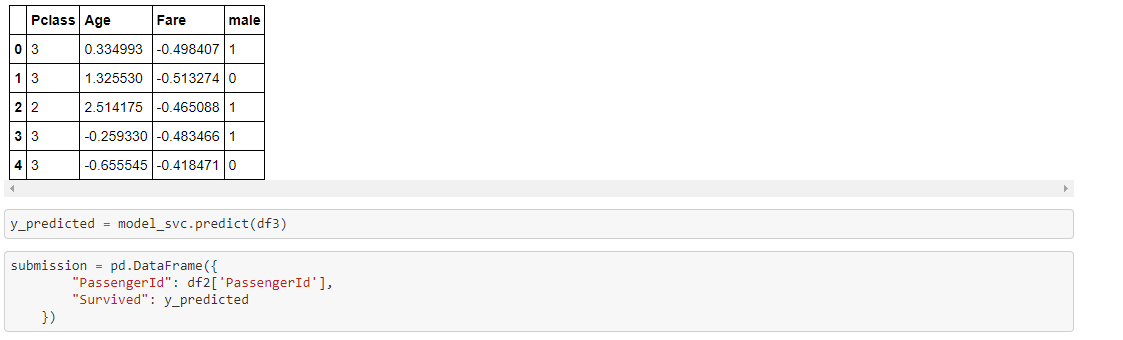 Pclass Age Fare male
0 3 0.334993 -0.498407 1
1 3 1.325530 -0.513274 0
2 2 2.514175 -0.465088 1
3 3 -0.259330 -0.483466 1
4 3 -0.655545 -0.418471 0
y_predicted = model_svc.predict(df3)
submission = pd.DataFrame({
        "PassengerId": df2['PassengerId'],
        "Survived": y_predicted
    })